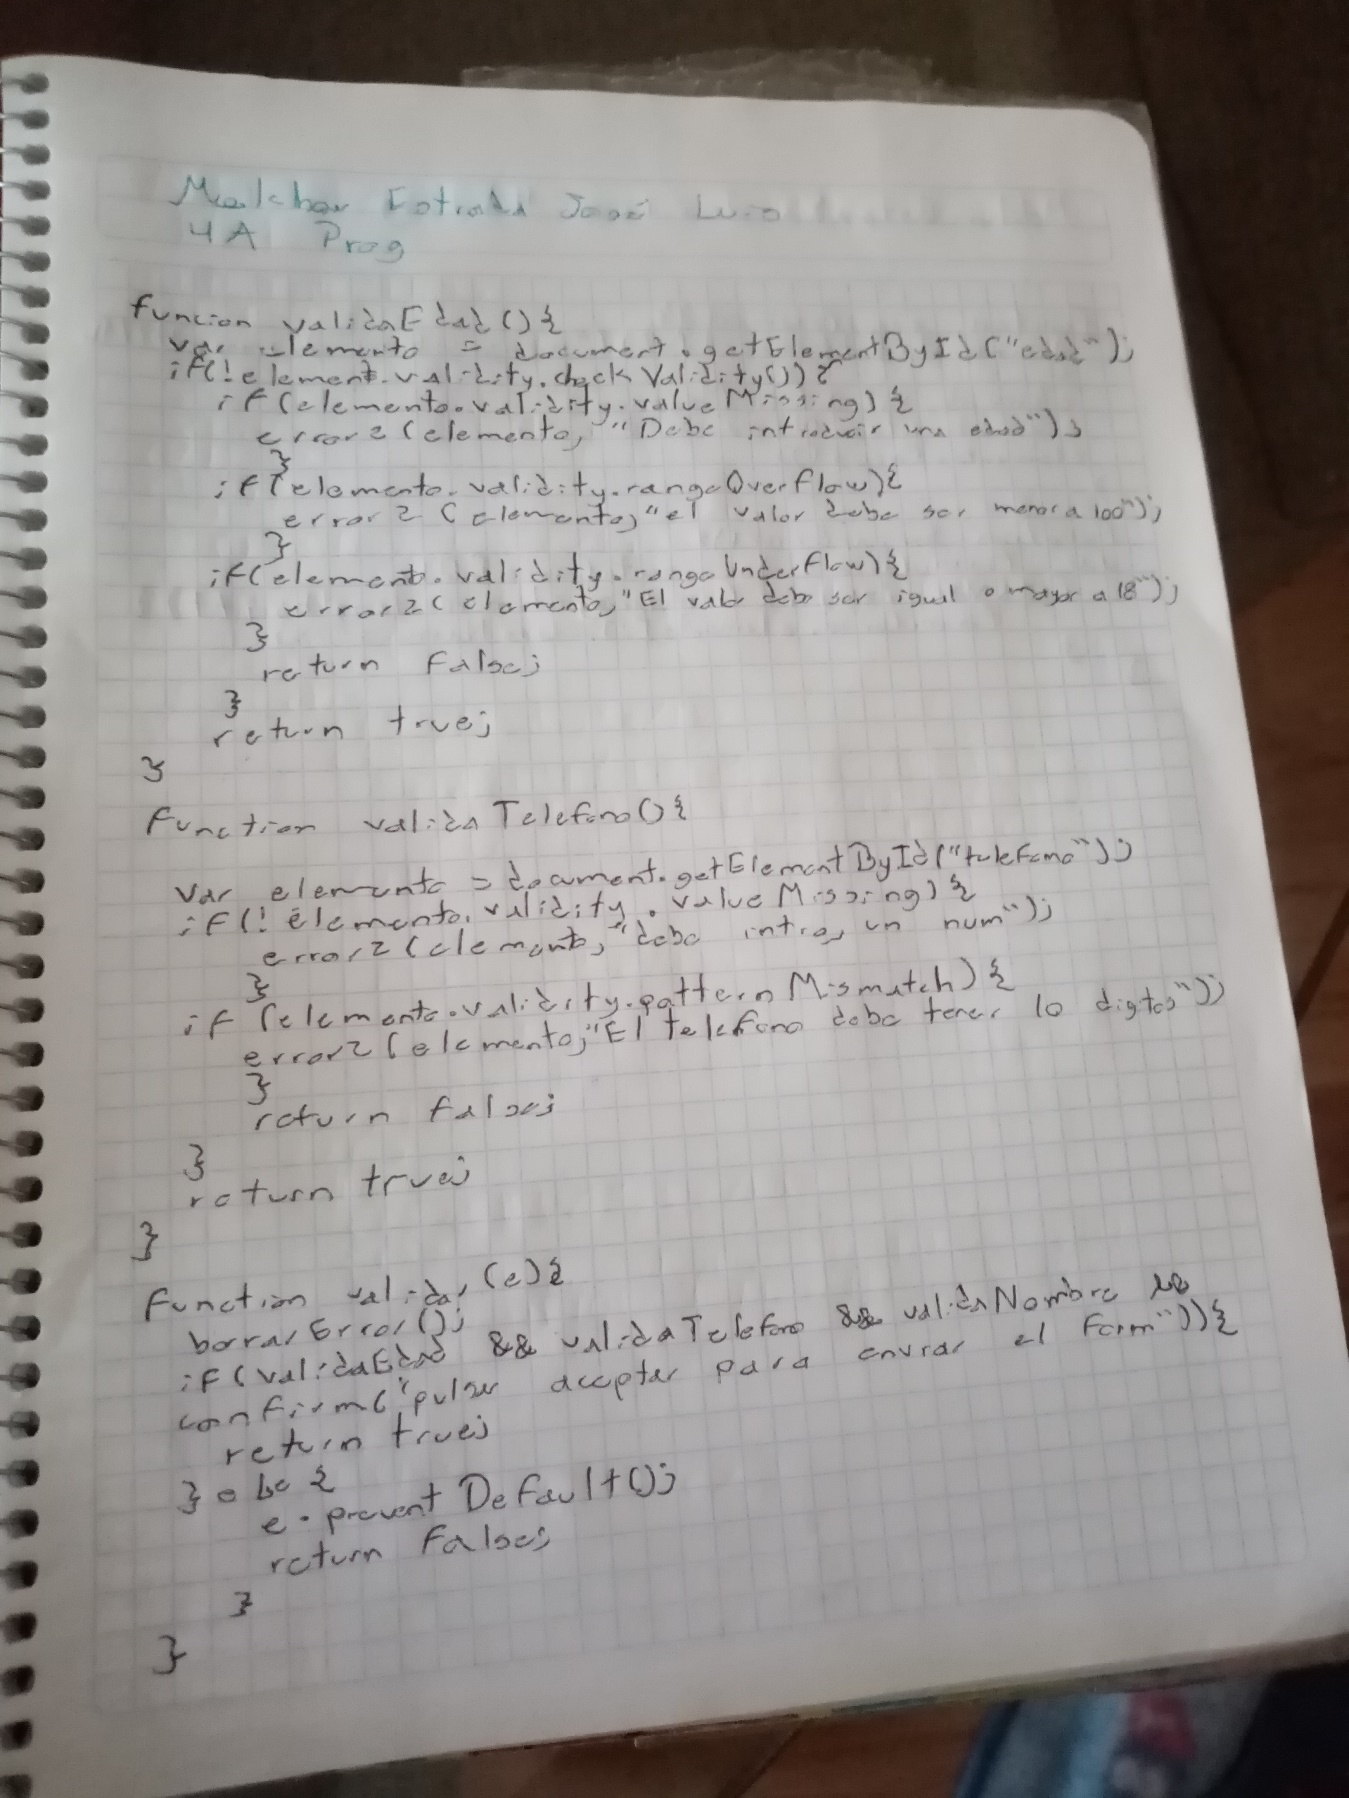 Melchor Estrada José Luis
4A Prog
funcion validaEdad(){
var elemento = document.getElementById("edad");
if(!element.validity.checkValidity()){
if(elemento.validity.valueMissing){
error2(elemento, "Debe introducir una edad");
}
if(elemento.validity.rangeOverflow){
error2(elemento, "el valor debe ser menor a 100");
}
if(elemento.validity.rangeUnderflow){
error2(elemento, "El valor debe ser igual o mayor a 18");
}
return false;
}
return true;
}
function validaTelefono(){
var elemento = document.getElementById("telefono");
if(!elemento.validity.valueMissing){
error2(elemento, "debe intro, un num");
}
if(elemento.validity.patternMismatch){
error2(elemento, "El telefono debe tener 10 digitos");
}
return false;
}
return true;
}
function validar(e){
borrarError();
if(validaEdad && validaTelefono && validaNombre &&
confirm("pulsar aceptar para enviar el form")){
return true;
} else {
e.preventDefault();
return false;
}
}